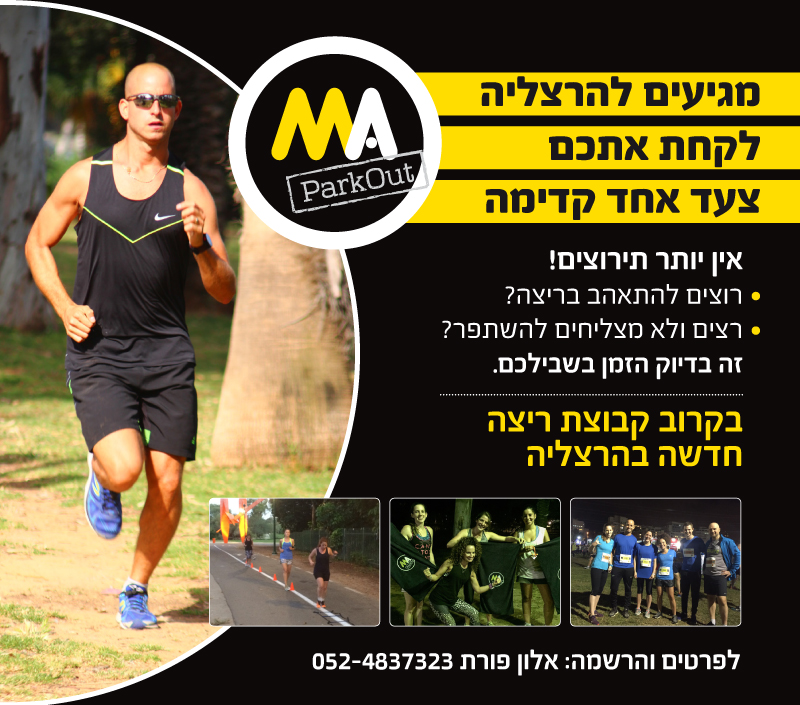 MA
ParkOut
מגיעים להרצליה
לקחת אתכם
צעד אחד קדימה
אין יותר תירוצים!
• רוצים להתאהב בריצה?
• רצים ולא מצליחים להשתפר?
זה בדיוק הזמן בשבילכם.
בקרוב קבוצת ריצה
חדשה בהרצליה
לפרטים והרשמה: אלון פורת 052-4837323